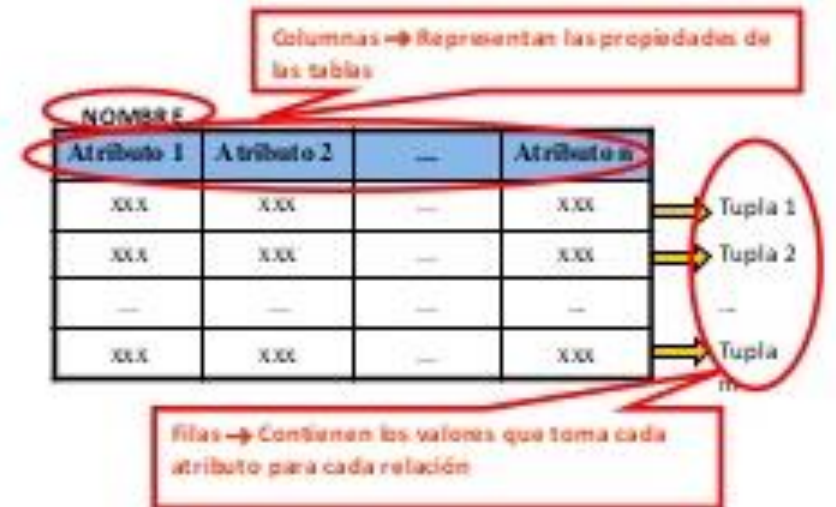 Columnas → Representan las propiedades de
las tablas
NOMBRE
Atributo 1 Atributo 2 ... Atributo n
xxx xxx ... xxx Tupla 1
xxx xxx ... xxx Tupla 2
... ... ... ... ...
xxx xxx ... xxx Tupla
m
Filas → Contienen los valores que toma cada
atributo para cada relación